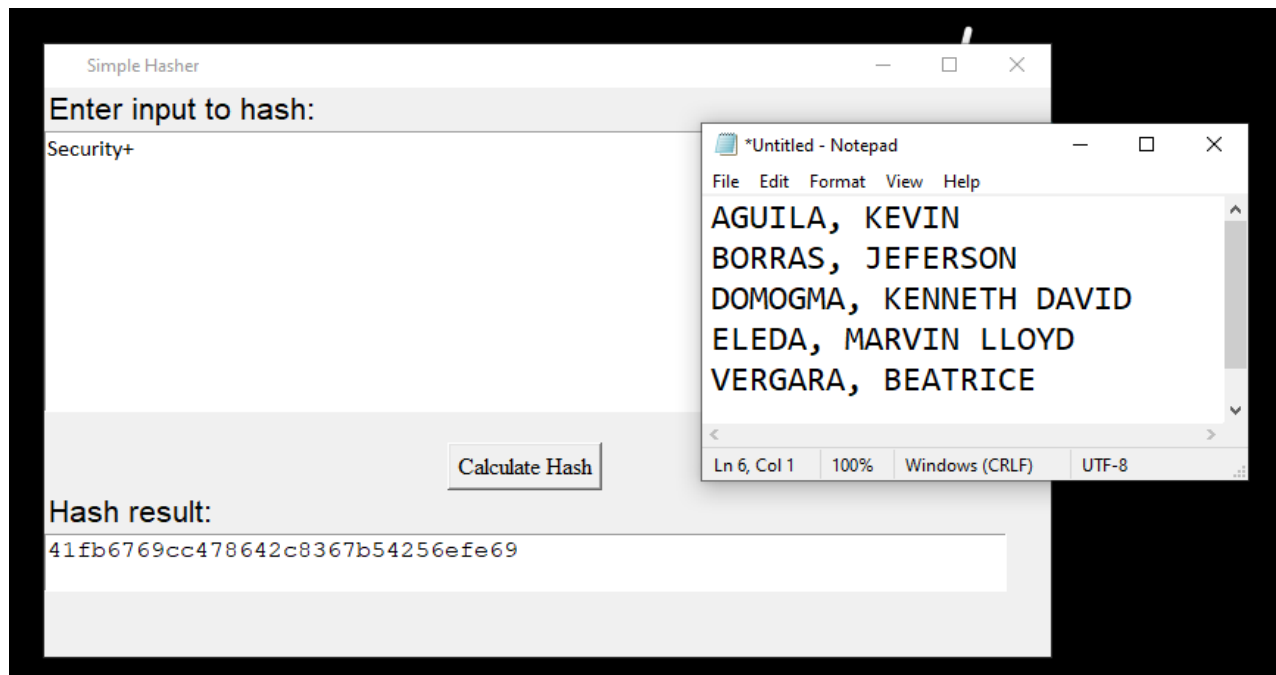 Simple Hasher
Enter input to hash:
Security+
Calculate Hash
Hash result:
41fb6769cc478642c8367b54256efe69
*Untitled - Notepad
File Edit Format View Help
AGUILA, KEVIN
BORRAS, JEFERSON
DOMOGMA, KENNETH DAVID
ELEDA, MARVIN LLOYD
VERGARA, BEATRICE
Ln 6, Col 1 100% Windows (CRLF) UTF-8